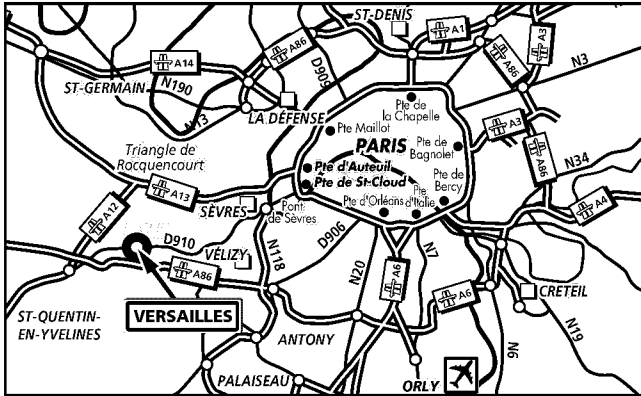 ST-DENIS
A1
A3
A86
A86
D909
A14
N190
ST-GERMAIN
N13
LA DÉFENSE
N3
Pte de
la Chapelle
Pte Maillot
PARIS
Pte de
Bagnolet
A3
A86
N34
Triangle de
Rocquencourt
Pte d'Auteuil
Pte de St-Cloud
Pte de
Bercy
A13
SÈVRES
Pont
de Sèvres
Pte d'Orléans
Pte
d'Italie
A4
A12
D910
VÉLIZY
A86
N118
D906
N20
A6
N7
A6
CRETEIL
VERSAILLES
ST-QUENTIN-
EN-YVELINES
ANTONY
PALAISEAU
ORLY
N6
N19